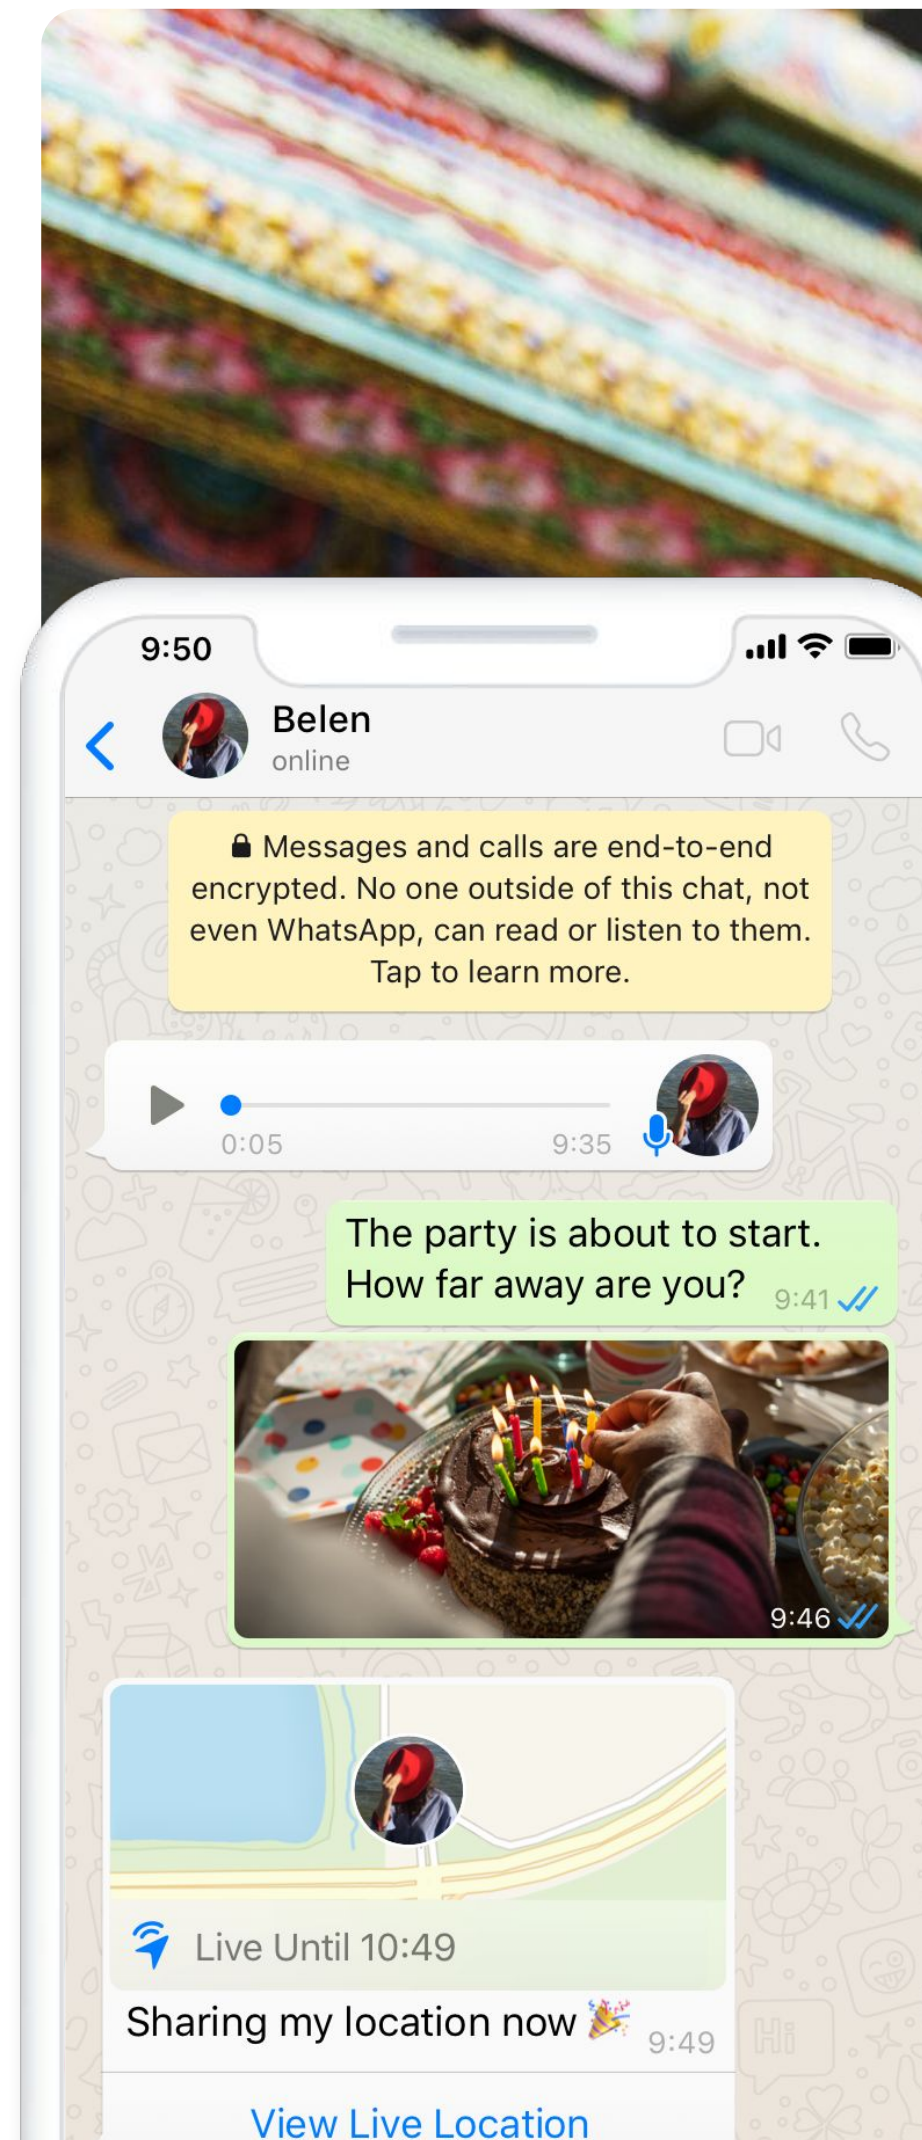 9:50
Belen
online
🔒 Messages and calls are end-to-end
encrypted. No one outside of this chat, not
even WhatsApp, can read or listen to them.
Tap to learn more.
0:05 9:35
The party is about to start.
How far away are you? 9:41
9:46
Live Until 10:49
Sharing my location now 🎉 9:49
Hi
View Live Location